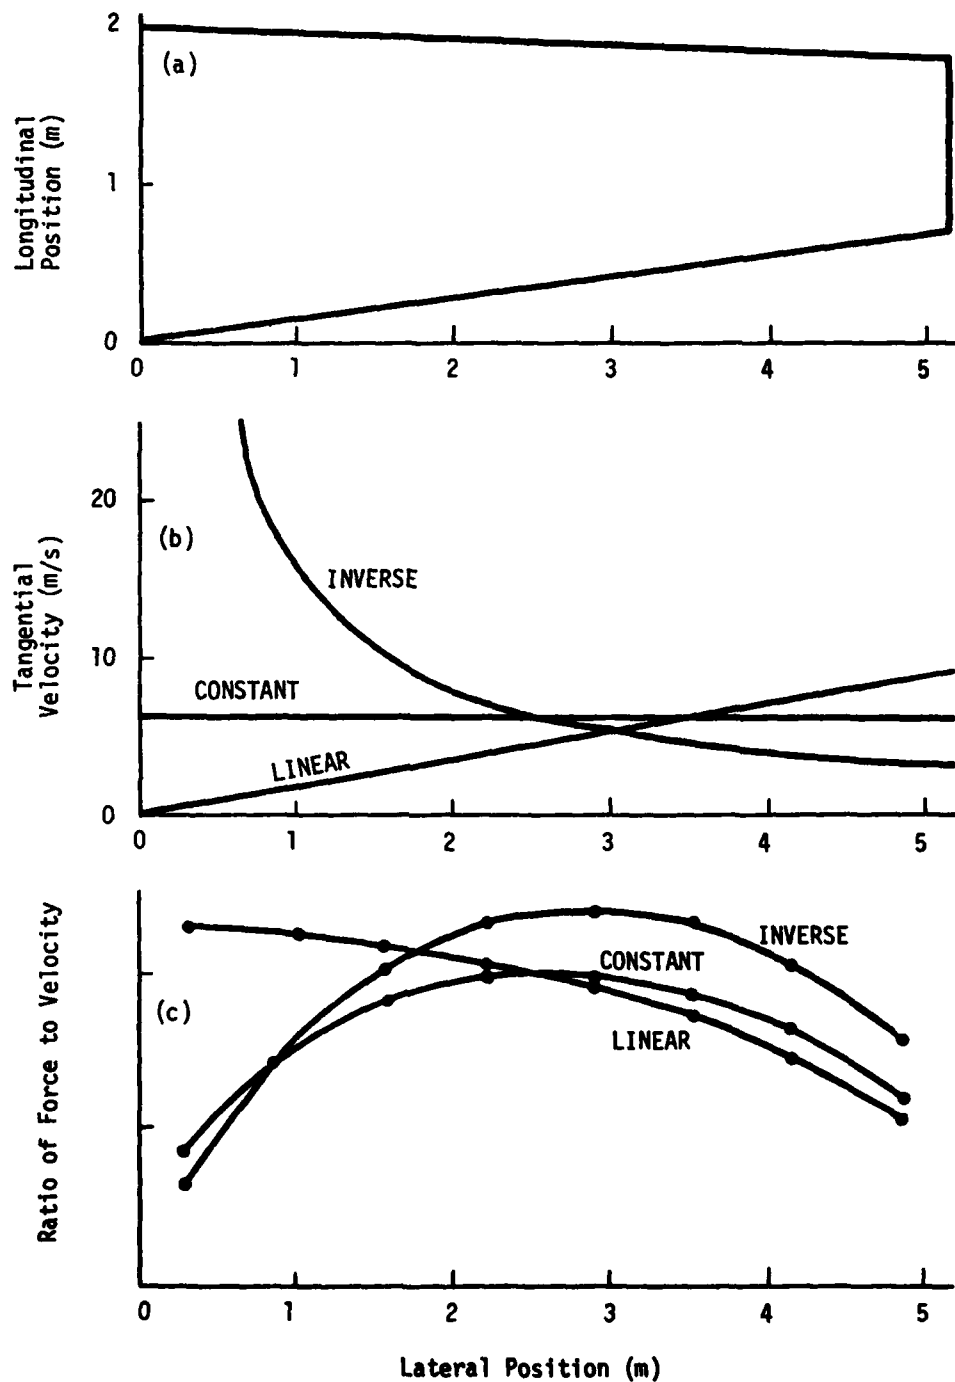 2
(a)
1
0
Longitudinal
Position (m)
0 1 2 3 4 5
20
(b)
10
0
Tangential
Velocity (m/s)
INVERSE
CONSTANT
LINEAR
0 1 2 3 4 5
Ratio of Force to Velocity
(c)
INVERSE
CONSTANT
LINEAR
0 1 2 3 4 5
Lateral Position (m)